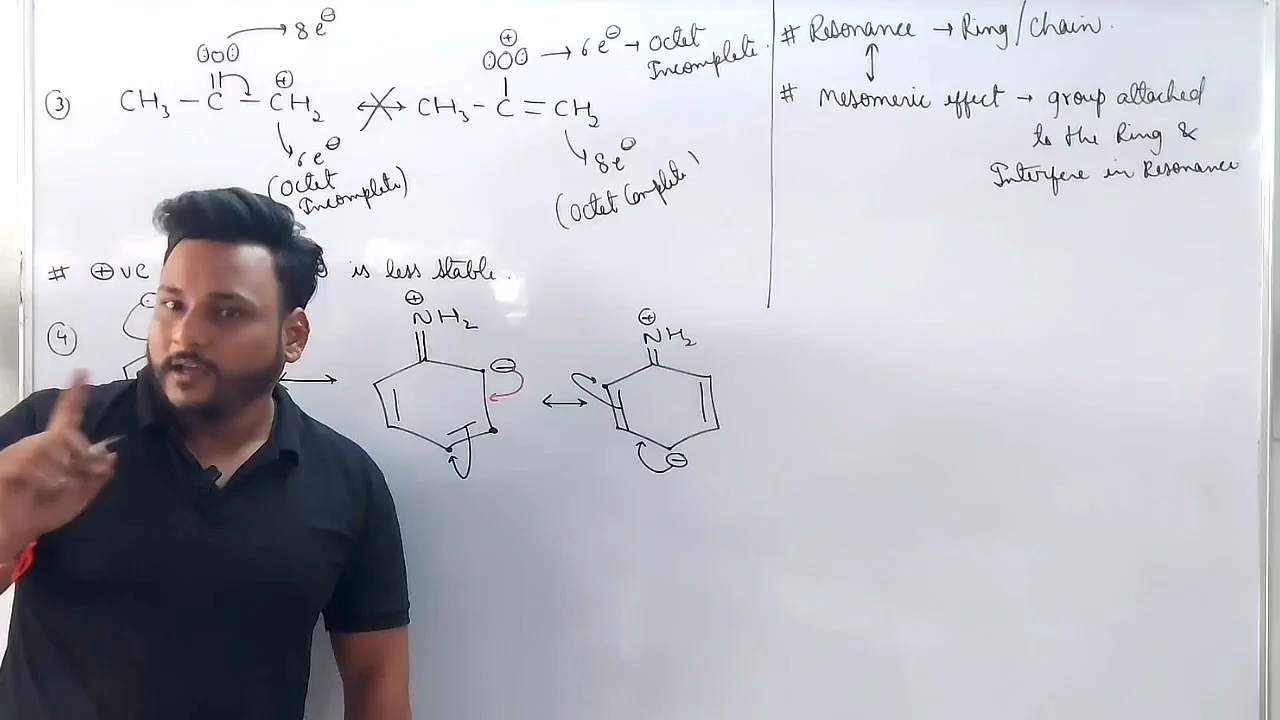 8e⊖
③ CH₃ – C – ⊕CH₂ ↔ CH₃ – C = CH₂
O
⊕
O → 6e⊖ → Octet
Incomplete.
6e⊖
(Octet
Incomplete)
8e⊖
(Octet Complete)
# ⊕ve is less stable.
④
⊕
NH₂
⊖
⊕
NH₂
⊖
# Resonance → Ring/Chain.
# Mesomeric effect → group attached
to the Ring &
Interfere in Resonance